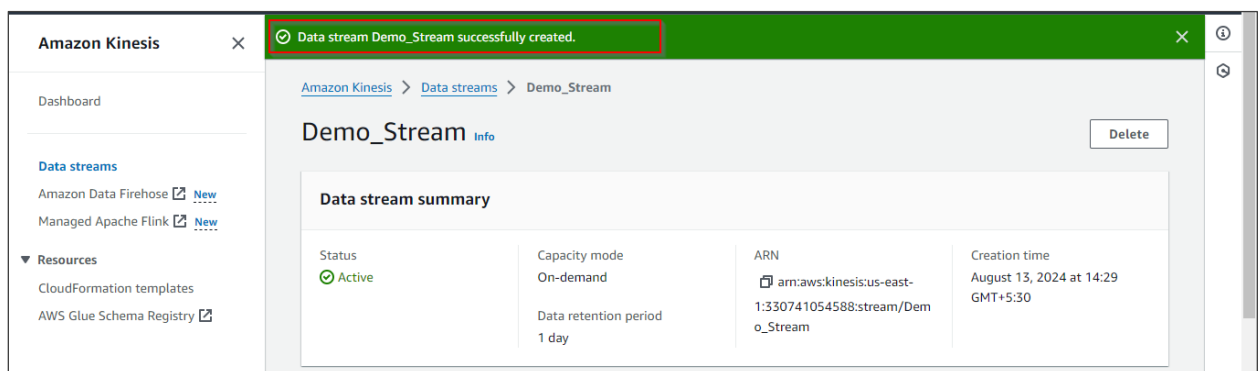 Amazon Kinesis
Data stream Demo_Stream successfully created.
Dashboard
Data streams
Amazon Data Firehose New
Managed Apache Flink New
Resources
CloudFormation templates
AWS Glue Schema Registry
Amazon Kinesis > Data streams > Demo_Stream
Demo_Stream Info
Delete
Data stream summary
Status
Active
Capacity mode
On-demand
Data retention period
1 day
ARN
arn:aws:kinesis:us-east-
1:330741054588:stream/Dem
o_Stream
Creation time
August 13, 2024 at 14:29
GMT+5:30